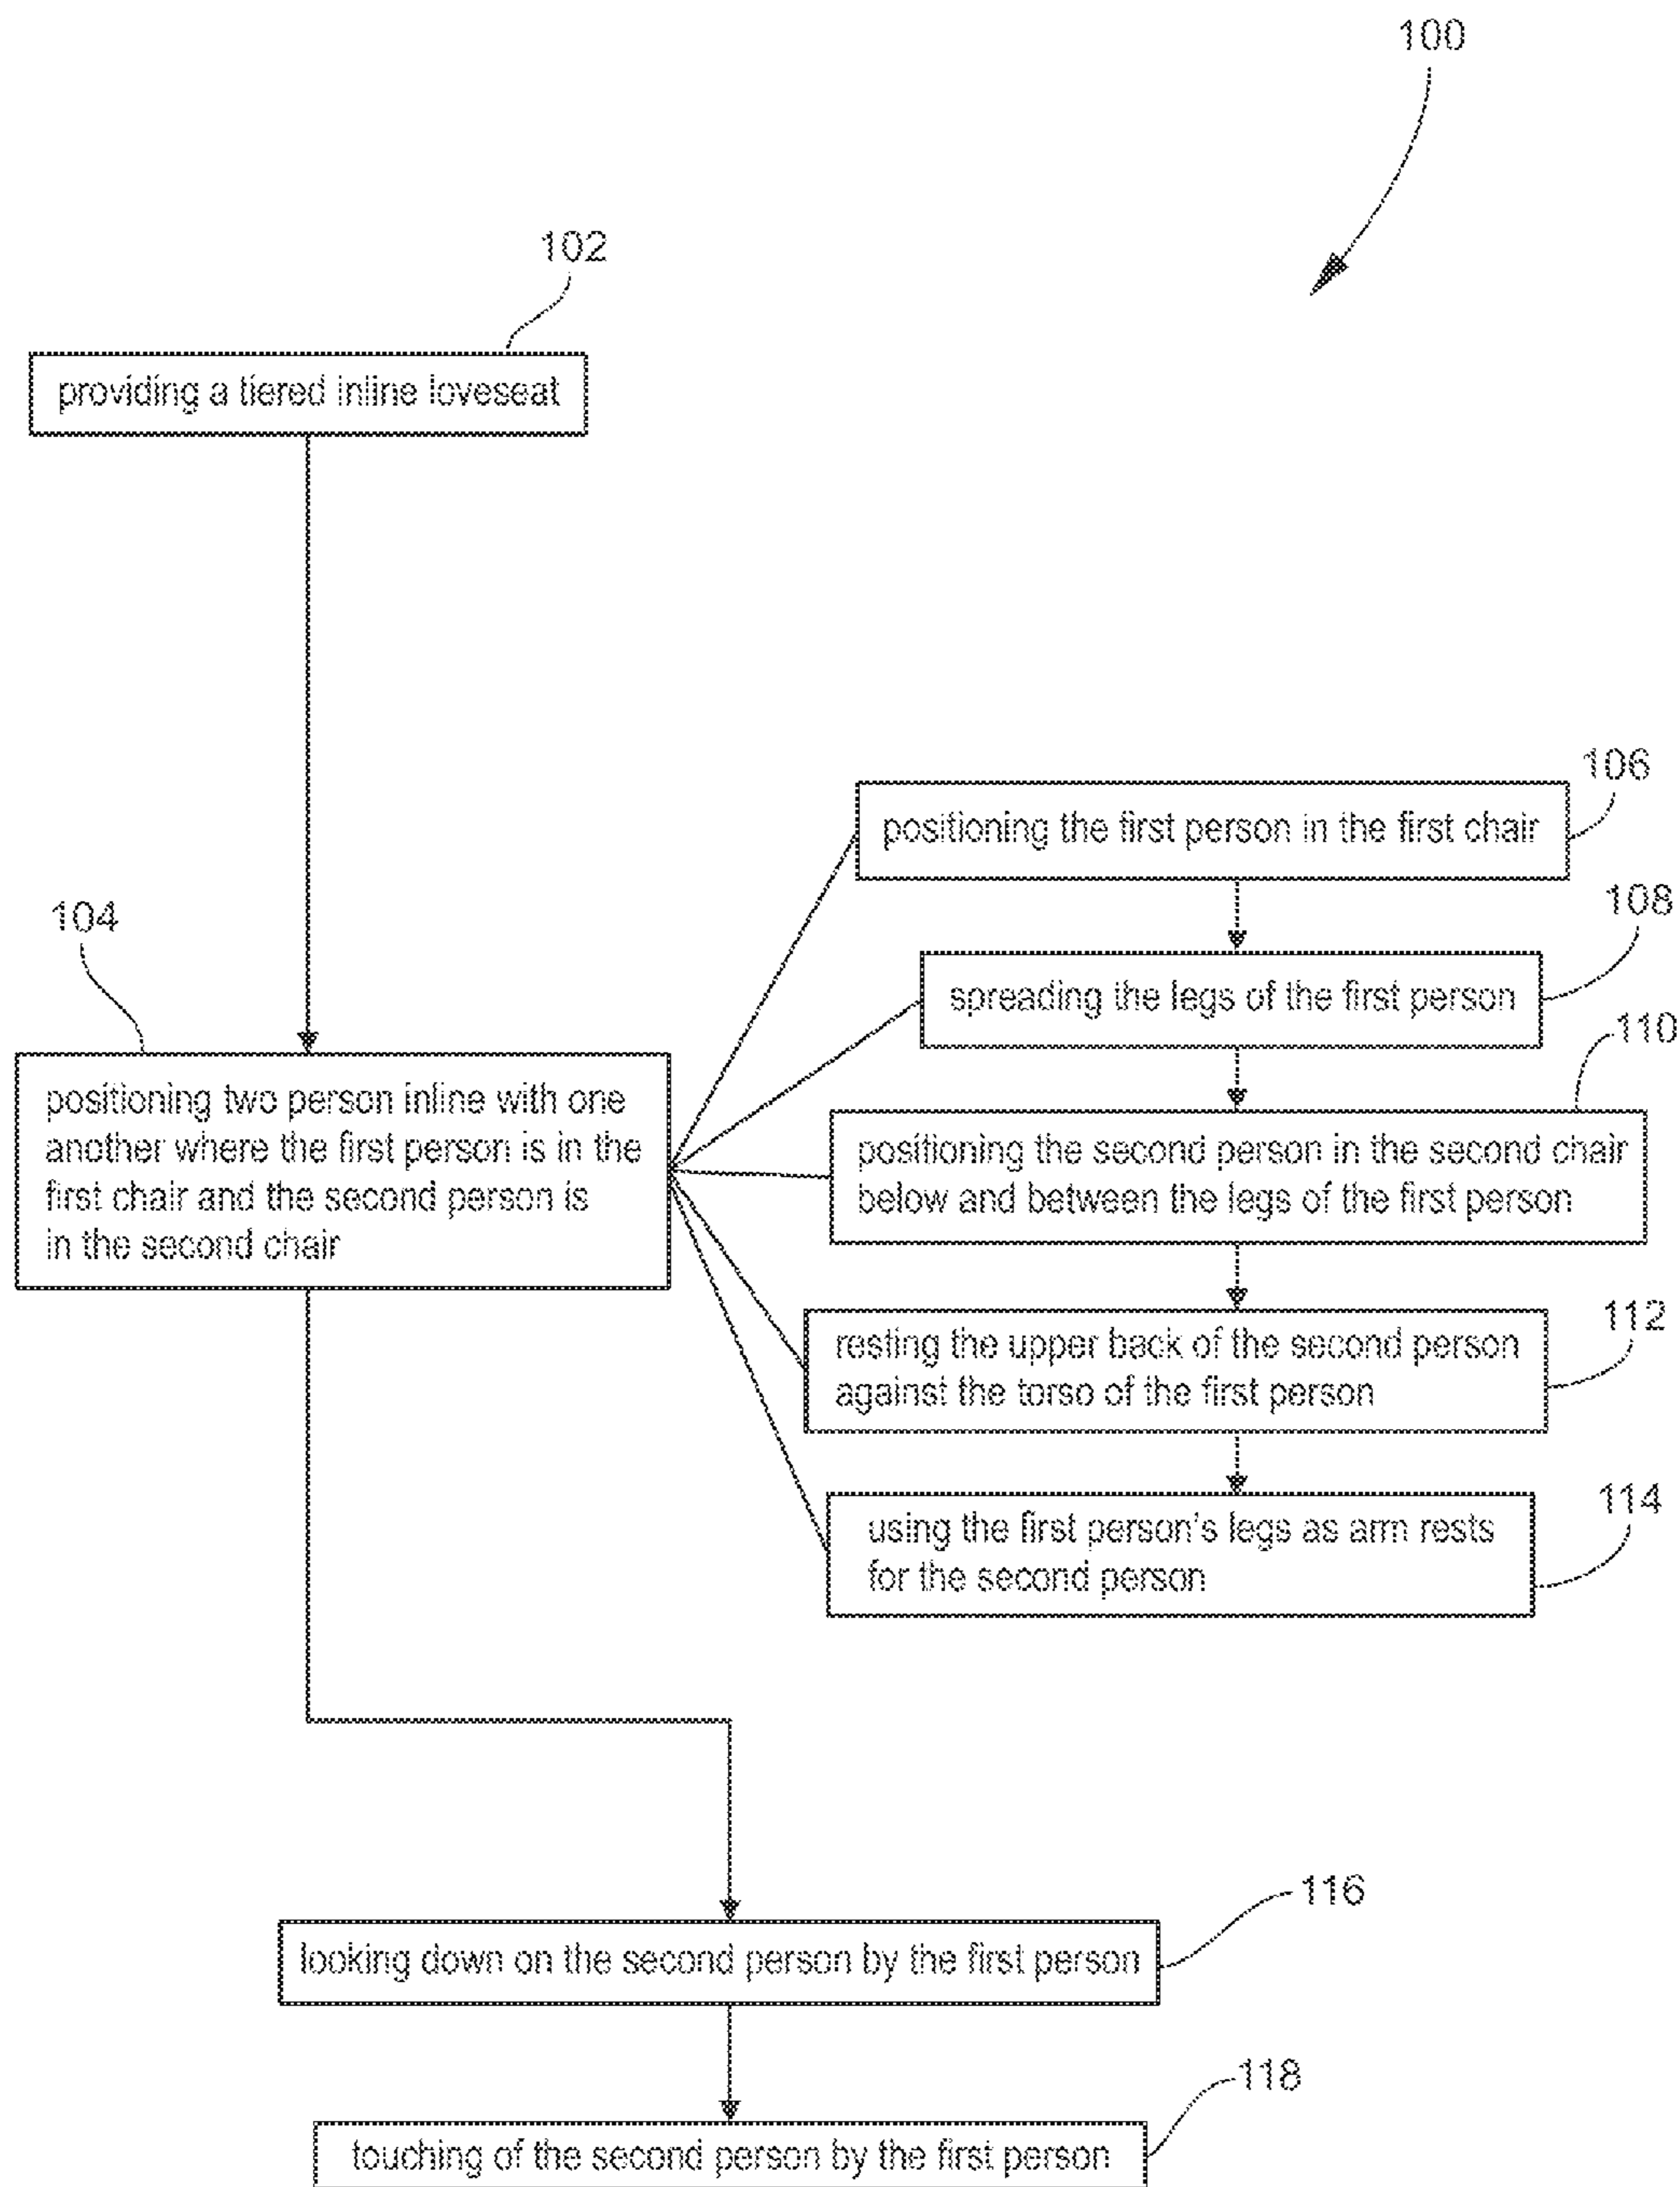 100
102
providing a tiered inline loveseat
104
positioning two person inline with one
another where the first person is in the
first chair and the second person is
in the second chair
106
positioning the first person in the first chair
108
spreading the legs of the first person
110
positioning the second person in the second chair
below and between the legs of the first person
112
resting the upper back of the second person
against the torso of the first person
114
using the first person's legs as arm rests
for the second person
116
looking down on the second person by the first person
118
touching of the second person by the first person